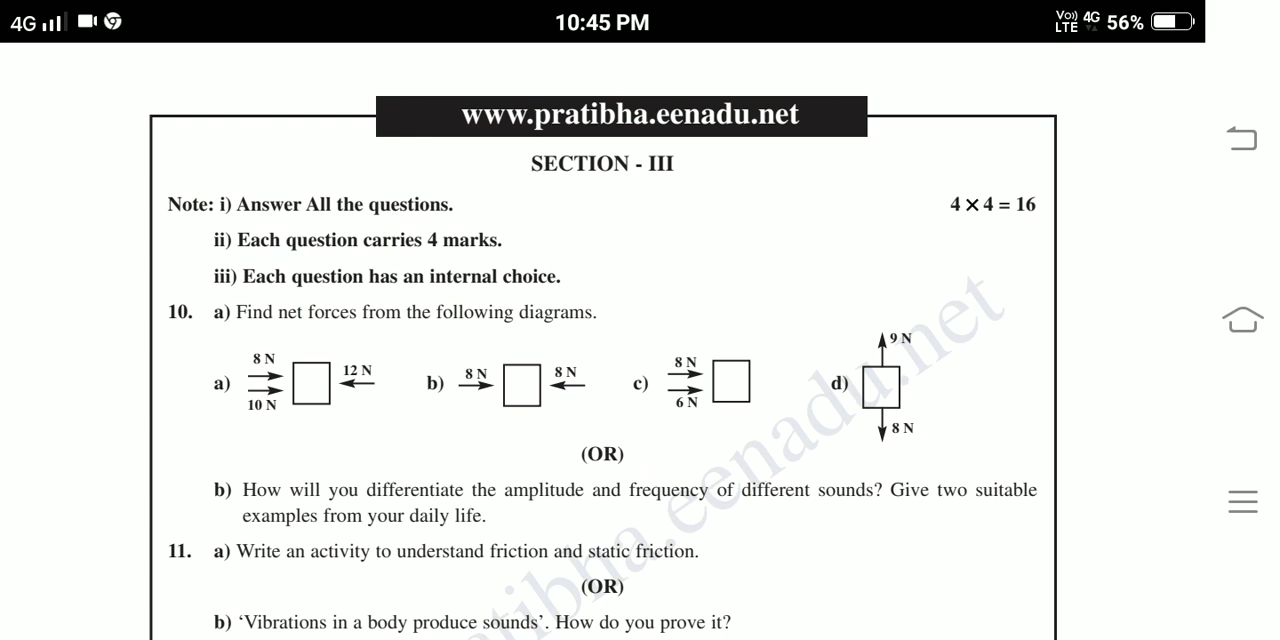 4G 10:45 PM Vo)) LTE 4G 56%
www.pratibha.eenadu.net
SECTION - III
Note: i) Answer All the questions. 4 × 4 = 16
ii) Each question carries 4 marks.
iii) Each question has an internal choice.
10. a) Find net forces from the following diagrams.
a) 8 N 10 N 12 N b) 8 N 8 N c) 8 N 6 N d) 9 N 8 N
(OR)
b) How will you differentiate the amplitude and frequency of different sounds? Give two suitable
examples from your daily life.
11. a) Write an activity to understand friction and static friction.
(OR)
b) ‘Vibrations in a body produce sounds’. How do you prove it?
atibha.eenadu.net